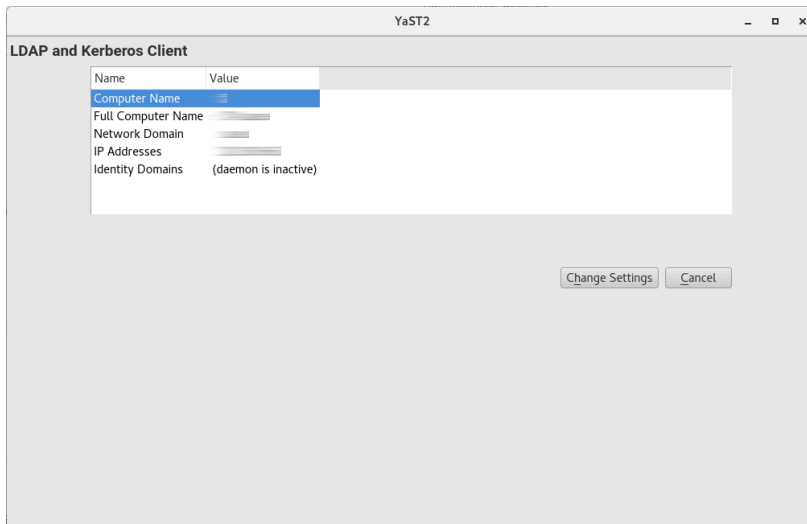 YaST2
LDAP and Kerberos Client
Name Value
Computer Name
Full Computer Name
Network Domain
IP Addresses
Identity Domains (daemon is inactive)
Change Settings Cancel